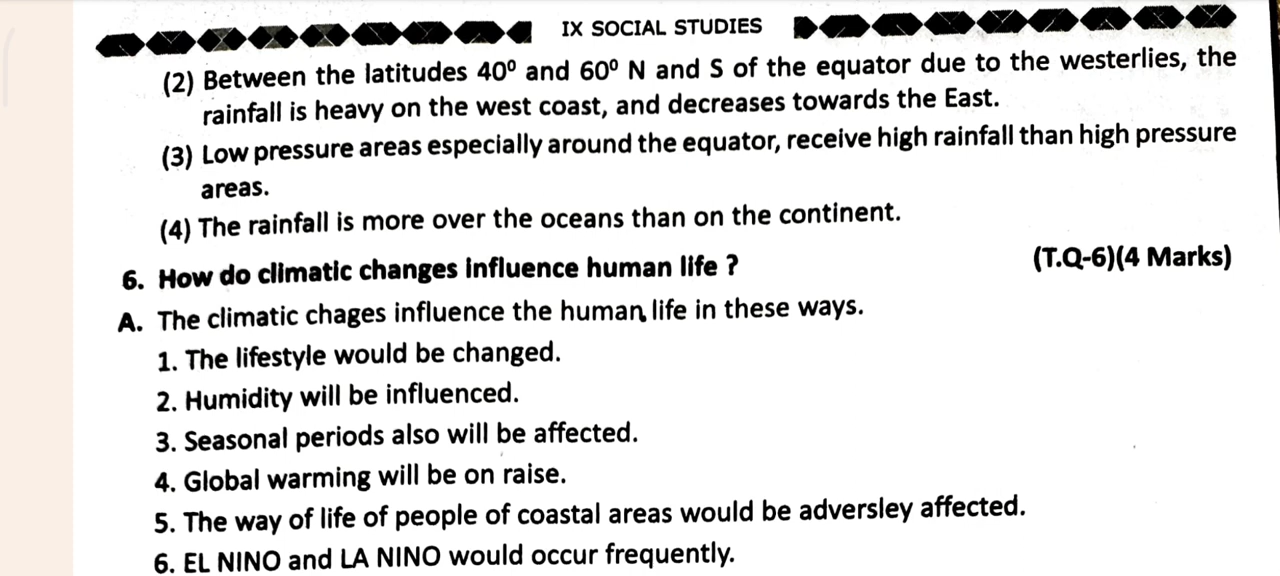 IX SOCIAL STUDIES
(2) Between the latitudes 40⁰ and 60⁰ N and S of the equator due to the westerlies, the
rainfall is heavy on the west coast, and decreases towards the East.
(3) Low pressure areas especially around the equator, receive high rainfall than high pressure
areas.
(4) The rainfall is more over the oceans than on the continent.
6. How do climatic changes influence human life ? (T.Q-6)(4 Marks)
A. The climatic chages influence the human life in these ways.
1. The lifestyle would be changed.
2. Humidity will be influenced.
3. Seasonal periods also will be affected.
4. Global warming will be on raise.
5. The way of life of people of coastal areas would be adversley affected.
6. EL NINO and LA NINO would occur frequently.